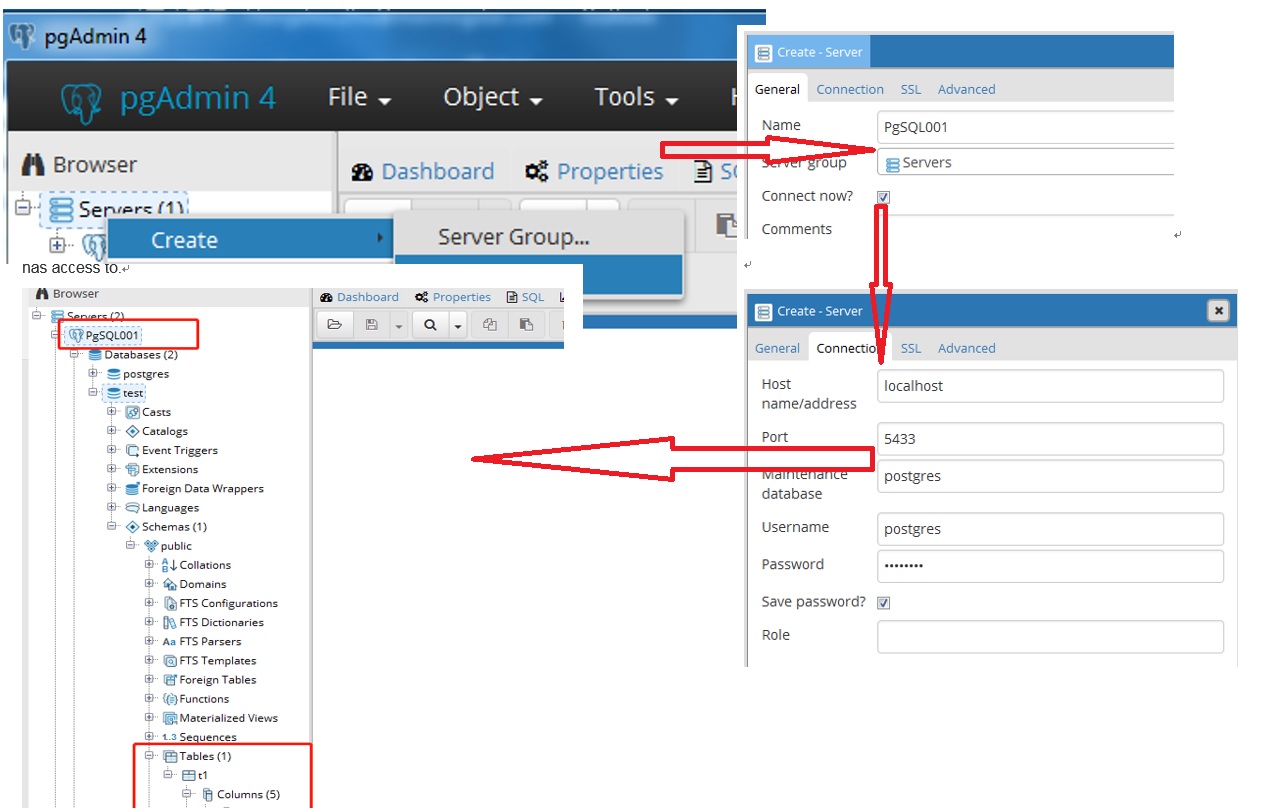 pgAdmin 4
pgAdmin 4
File
Object
Tools
Browser
Dashboard
Properties
Servers (1)
Create
Server Group...
has access to.
Create - Server
General
Connection
SSL
Advanced
Name
PgSQL001
Server group
Servers
Connect now?
Comments
Create - Server
General
Connection
SSL
Advanced
Host name/address
localhost
Port
5433
Maintenance database
postgres
Username
postgres
Password
••••••••
Save password?
Role
Browser
Dashboard
Properties
SQL
Servers (2)
PgSQL001
Databases (2)
postgres
test
Casts
Catalogs
Event Triggers
Extensions
Foreign Data Wrappers
Languages
Schemas (1)
public
Collations
Domains
FTS Configurations
FTS Dictionaries
FTS Parsers
FTS Templates
Foreign Tables
Functions
Materialized Views
1.3 Sequences
Tables (1)
t1
Columns (5)